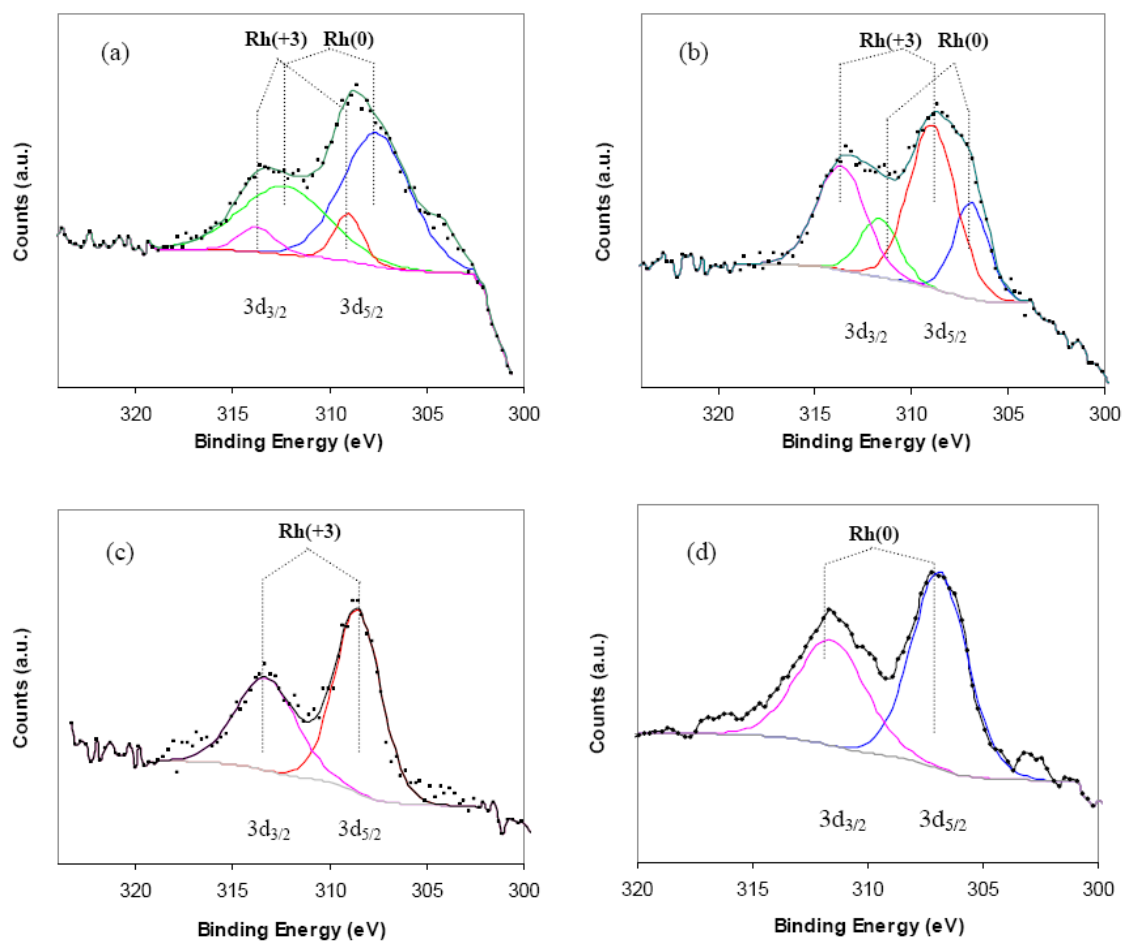 (a)
Rh(+3) Rh(0)
Counts (a.u.)
3d3/2 3d5/2
320 315 310 305 300
Binding Energy (eV)
(b)
Rh(+3) Rh(0)
Counts (a.u.)
3d3/2 3d5/2
320 315 310 305 300
Binding Energy (eV)
(c)
Rh(+3)
Counts (a.u.)
3d3/2 3d5/2
320 315 310 305 300
Binding Energy (eV)
(d)
Rh(0)
Counts (a.u.)
3d3/2 3d5/2
320 315 310 305 300
Binding Energy (eV)